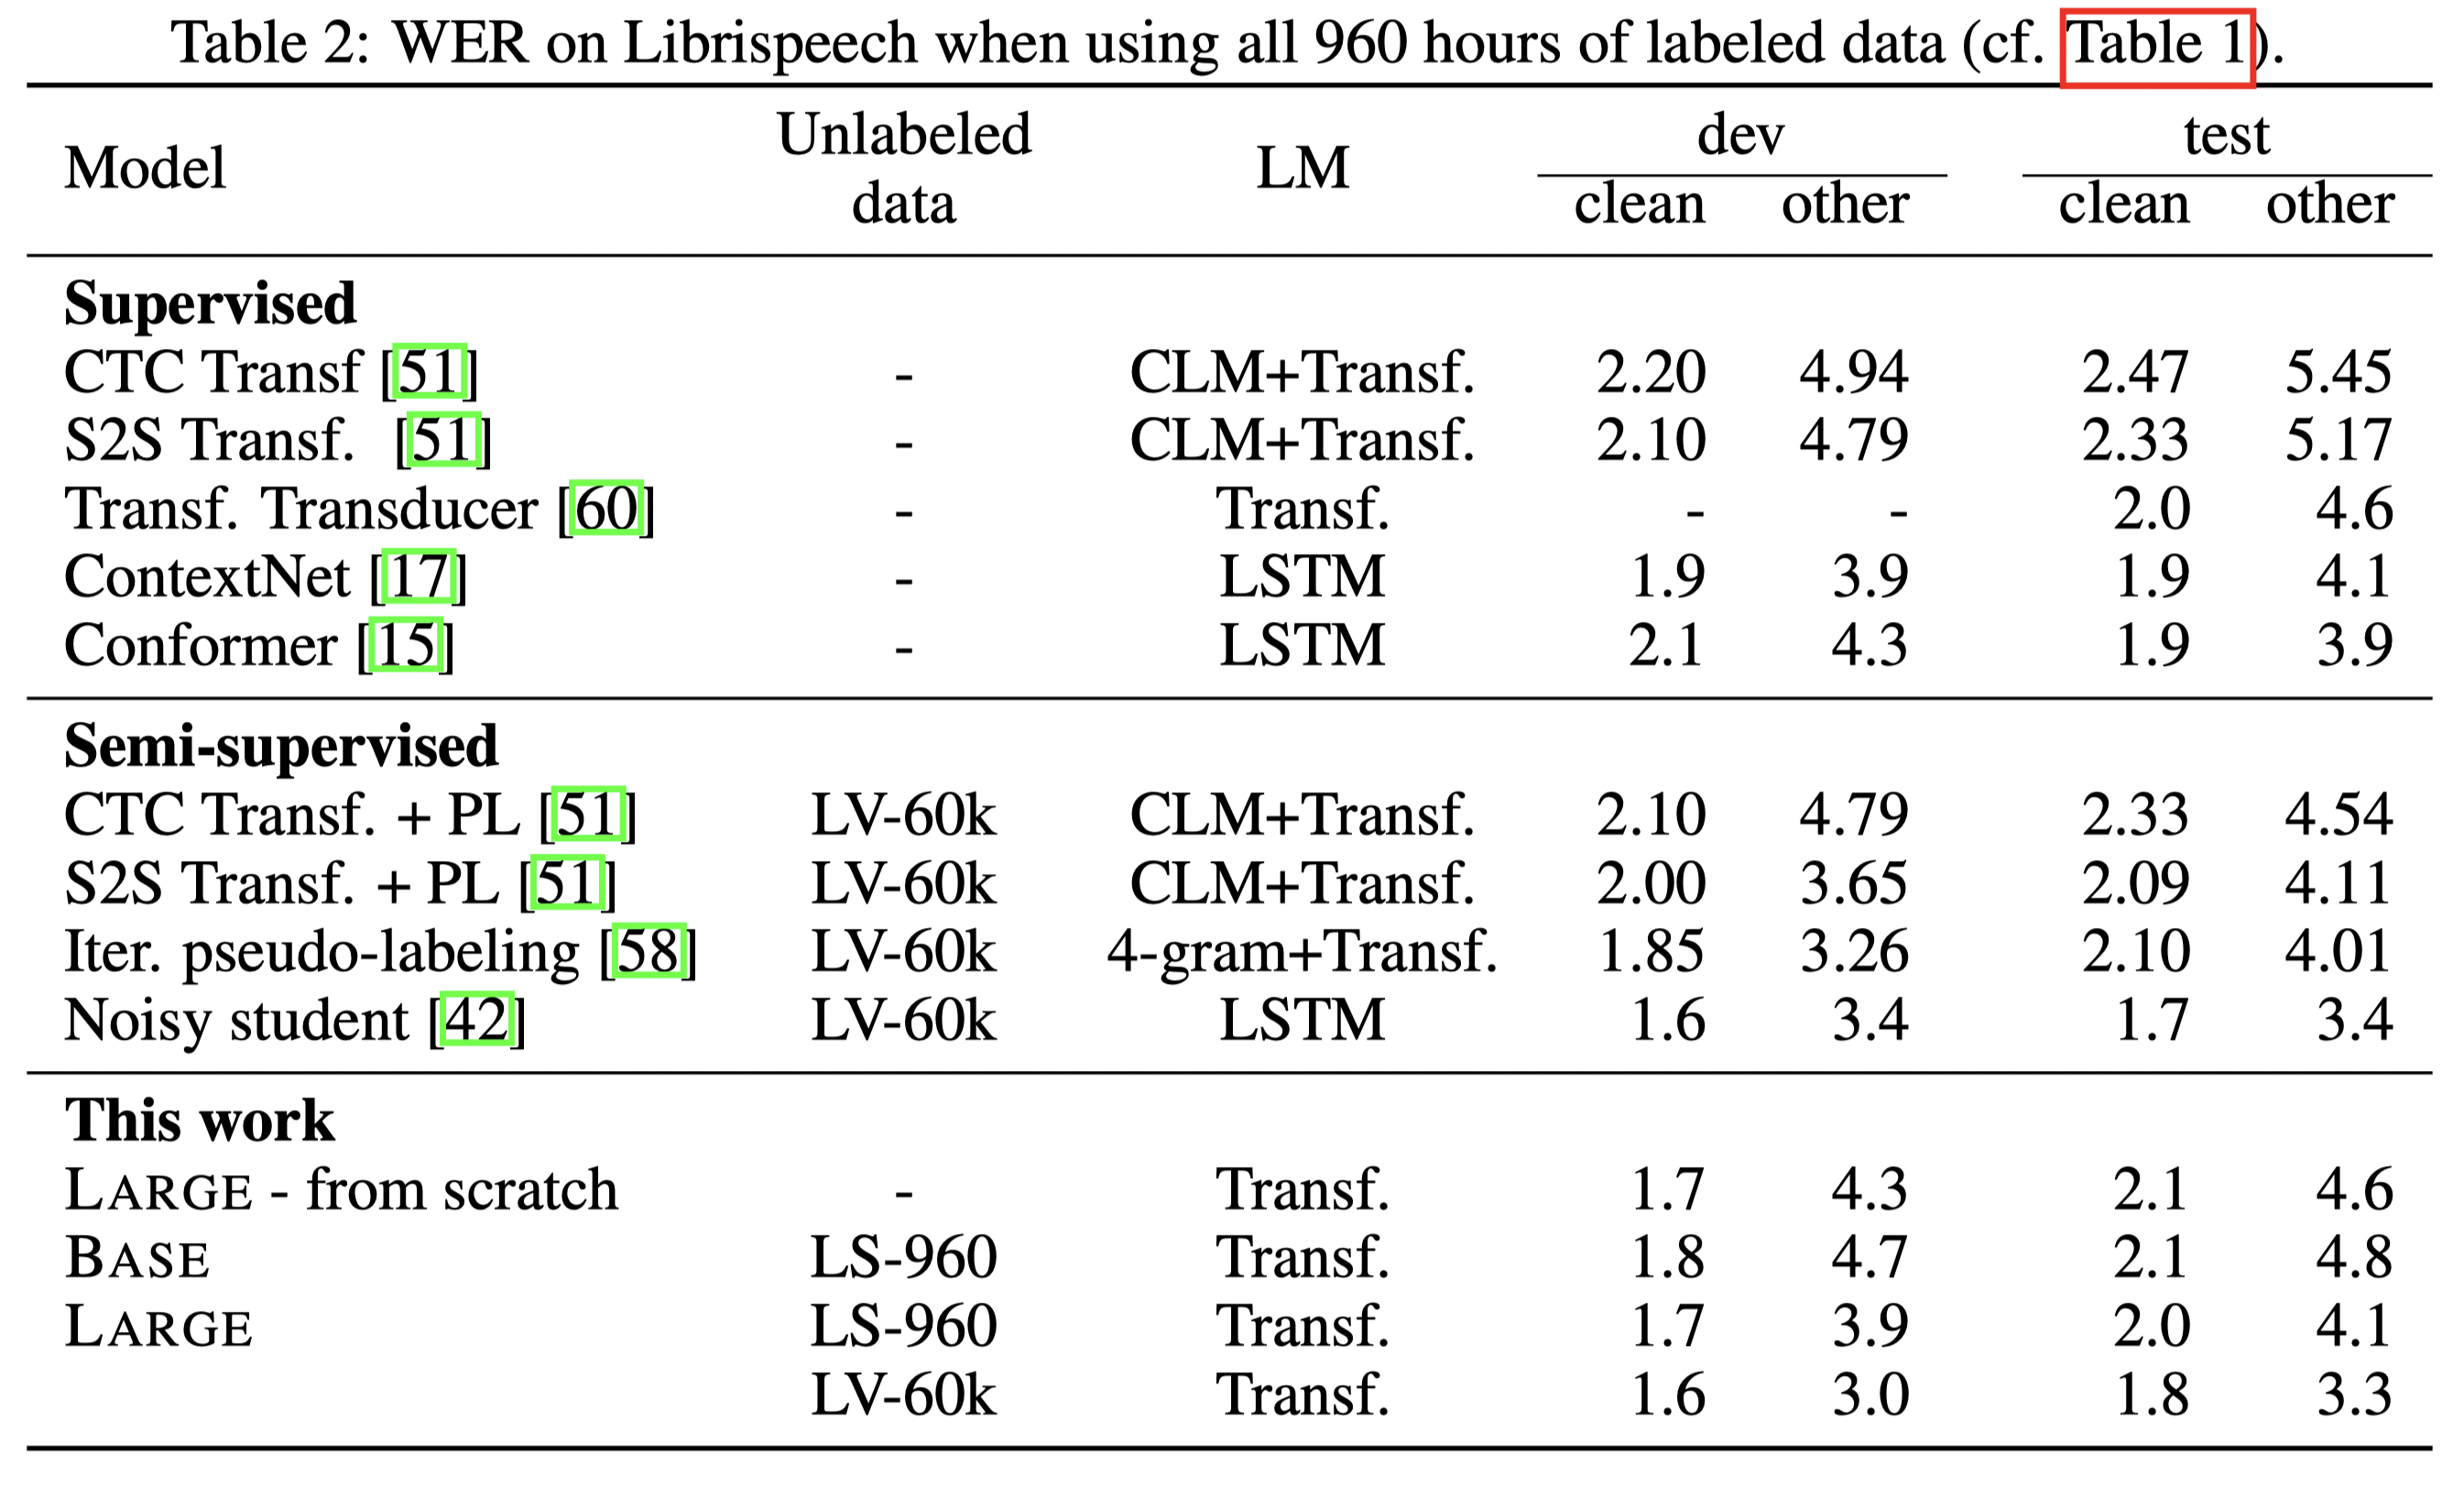 Table 2: WER on Librispeech when using all 960 hours of labeled data (cf. Table 1).
Model Unlabeled data LM dev test
clean other clean other
Supervised
CTC Transf [51] - CLM+Transf. 2.20 4.94 2.47 5.45
S2S Transf. [51] - CLM+Transf. 2.10 4.79 2.33 5.17
Transf. Transducer [60] - Transf. - - 2.0 4.6
ContextNet [17] - LSTM 1.9 3.9 1.9 4.1
Conformer [15] - LSTM 2.1 4.3 1.9 3.9
Semi-supervised
CTC Transf. + PL [51] LV-60k CLM+Transf. 2.10 4.79 2.33 4.54
S2S Transf. + PL [51] LV-60k CLM+Transf. 2.00 3.65 2.09 4.11
Iter. pseudo-labeling [58] LV-60k 4-gram+Transf. 1.85 3.26 2.10 4.01
Noisy student [42] LV-60k LSTM 1.6 3.4 1.7 3.4
This work
LARGE - from scratch - Transf. 1.7 4.3 2.1 4.6
BASE LS-960 Transf. 1.8 4.7 2.1 4.8
LARGE LS-960 Transf. 1.7 3.9 2.0 4.1
LV-60k Transf. 1.6 3.0 1.8 3.3